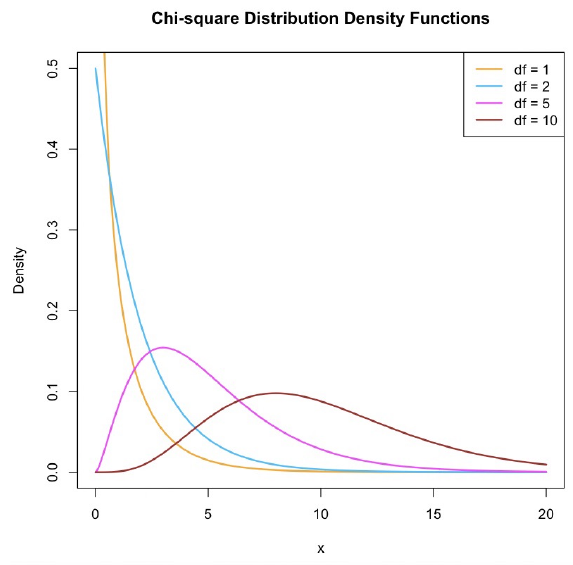 Chi-square Distribution Density Functions
df = 1
df = 2
df = 5
df = 10
Density
0.5
0.4
0.3
0.2
0.1
0.0
0 5 10 15 20
x